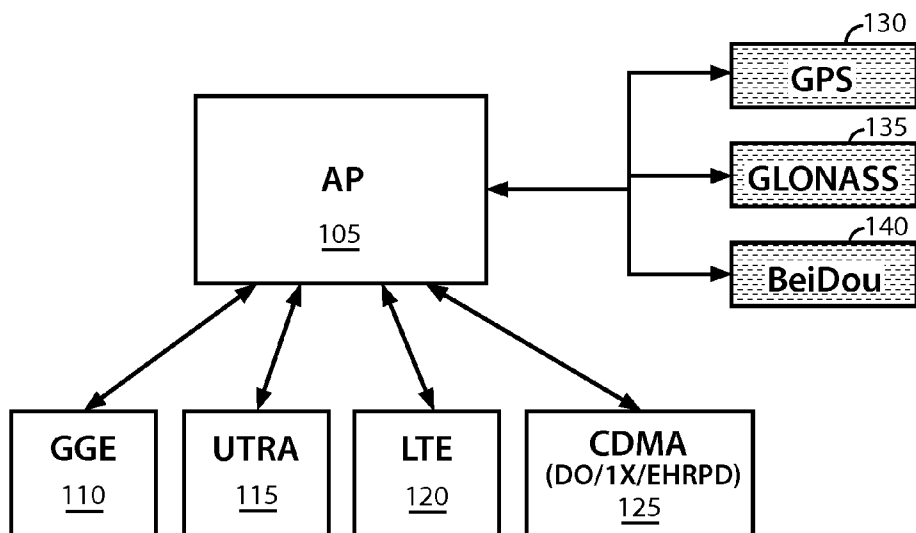 130
GPS
135
GLONASS
140
BeiDou
AP
105
GGE
110
UTRA
115
LTE
120
CDMA
(DO/1X/EHRPD)
125